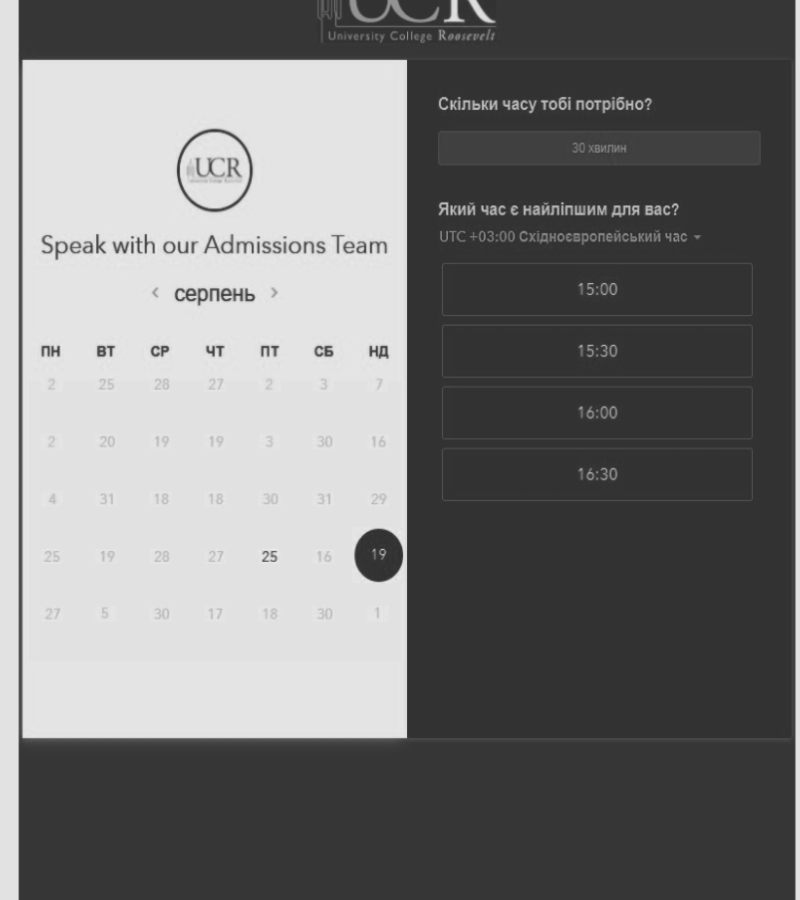 UCR
University College Roosevelt
UCR
Speak with our Admissions Team
серпень
ПН ВТ СР ЧТ ПТ СБ НД
2 25 28 27 2 3 7
2 20 19 19 3 30 16
4 31 18 18 30 31 29
25 19 28 27 25 16 19
27 5 30 17 18 30 1
Скільки часу тобі потрібно?
30 хвилин
Який час є найліпшим для вас?
UTC +03:00 Східноєвропейський час
15:00
15:30
16:00
16:30